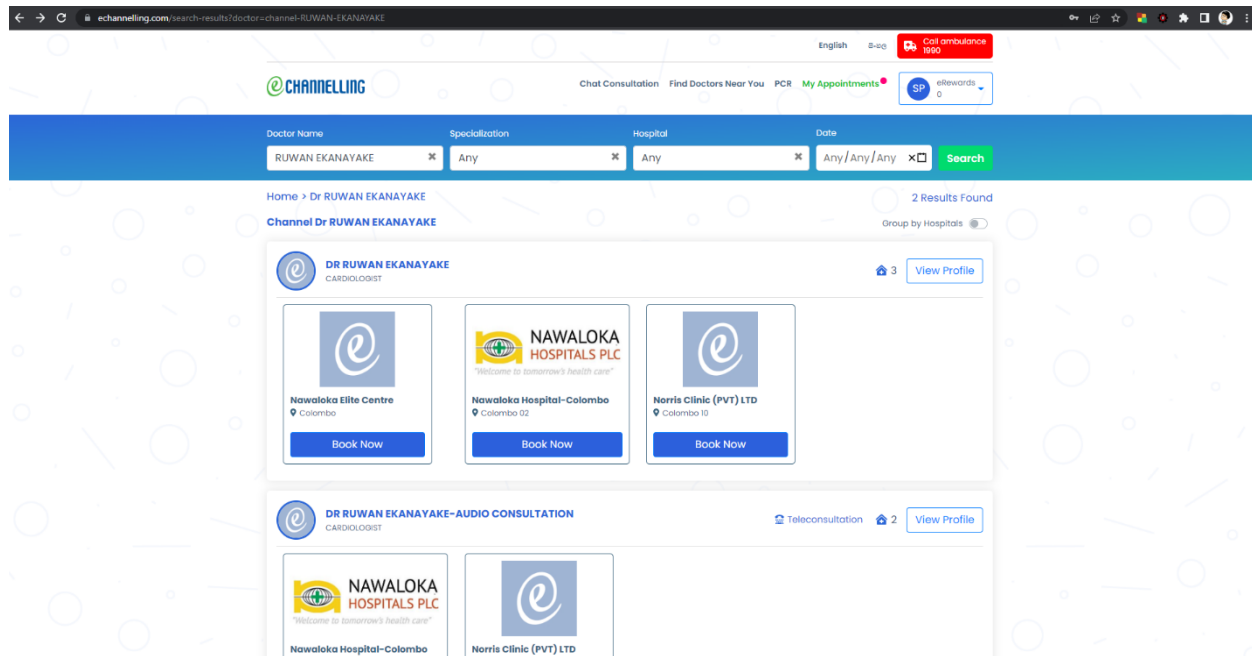 echannelling.com/search-results?doctor=channel-RUWAN-EKANAYAKE
English සිංහල Call ambulance
1990
e CHANNELLING Chat Consultation Find Doctors Near You PCR My Appointments SP eRewards
0
Doctor Name Specialization Hospital Date
RUWAN EKANAYAKE Any Any Any/Any/Any Search
Home > Dr RUWAN EKANAYAKE 2 Results Found
Channel Dr RUWAN EKANAYAKE Group by Hospitals
DR RUWAN EKANAYAKE
CARDIOLOGIST 3 View Profile
NAWALOKA
HOSPITALS PLC
"Welcome to tomorrow's health care"
Nawaloka Elite Centre Nawaloka Hospital-Colombo Norris Clinic (PVT) LTD
Colombo Colombo 02 Colombo 10
Book Now Book Now Book Now
DR RUWAN EKANAYAKE-AUDIO CONSULTATION
CARDIOLOGIST Teleconsultation 2 View Profile
NAWALOKA
HOSPITALS PLC
"Welcome to tomorrow's health care"
Nawaloka Hospital-Colombo Norris Clinic (PVT) LTD